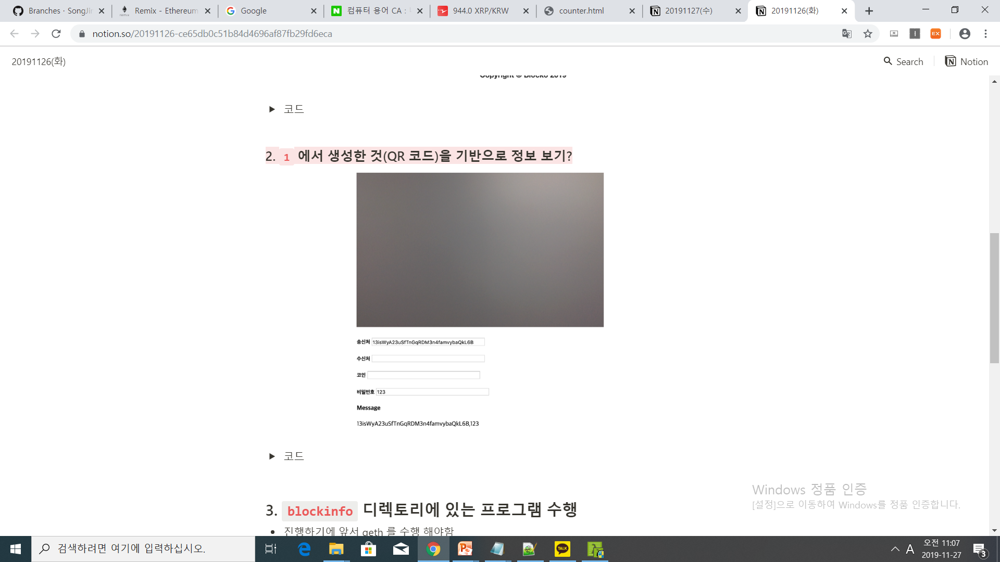 Branches · SongJin
Remix - Ethereum
Google
컴퓨터 용어 CA :
944.0 XRP/KRW
counter.html
20191127(수)
20191126(화)
notion.so/20191126-ce65db0c51b84d4696af87fb29fd6eca
20191126(화)
Search
Notion
Copyright © Blocko 2019
코드
2. 1 에서 생성한 것(QR 코드)을 기반으로 정보 보기?
송신처 13isWyA23uSfTnGqRDM3n4famvybaQkL6B
수신처
코인
비밀번호 123
Message
13isWyA23uSfTnGqRDM3n4famvybaQkL6B,123
코드
3. blockinfo 디렉토리에 있는 프로그램 수행
진행하기에 앞서 geth 를 수행 해야함
Windows 정품 인증
[설정]으로 이동하여 Windows를 정품 인증합니다.
검색하려면 여기에 입력하십시오.
A
오전 11:07
2019-11-27
3